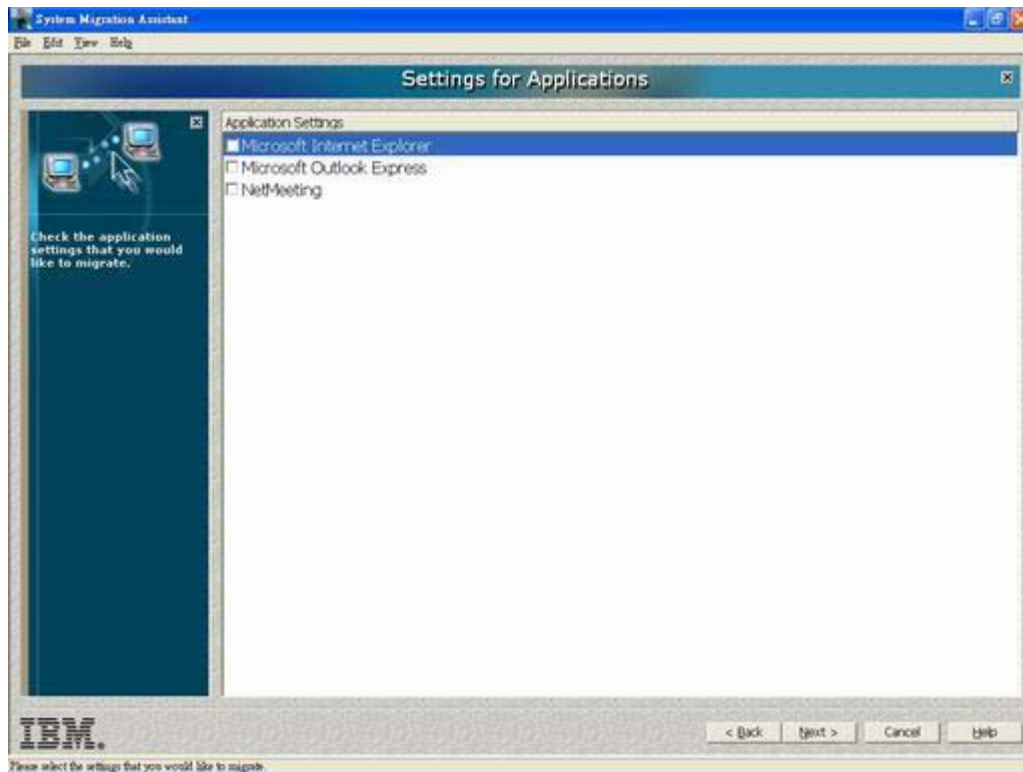 System Migration Assistant
File Edit View Help
Settings for Applications
Application Settings
Microsoft Internet Explorer
Microsoft Outlook Express
NetMeeting
Check the application
settings that you would
like to migrate.
IBM.
< Back Next > Cancel Help
Please select the settings that you would like to migrate.